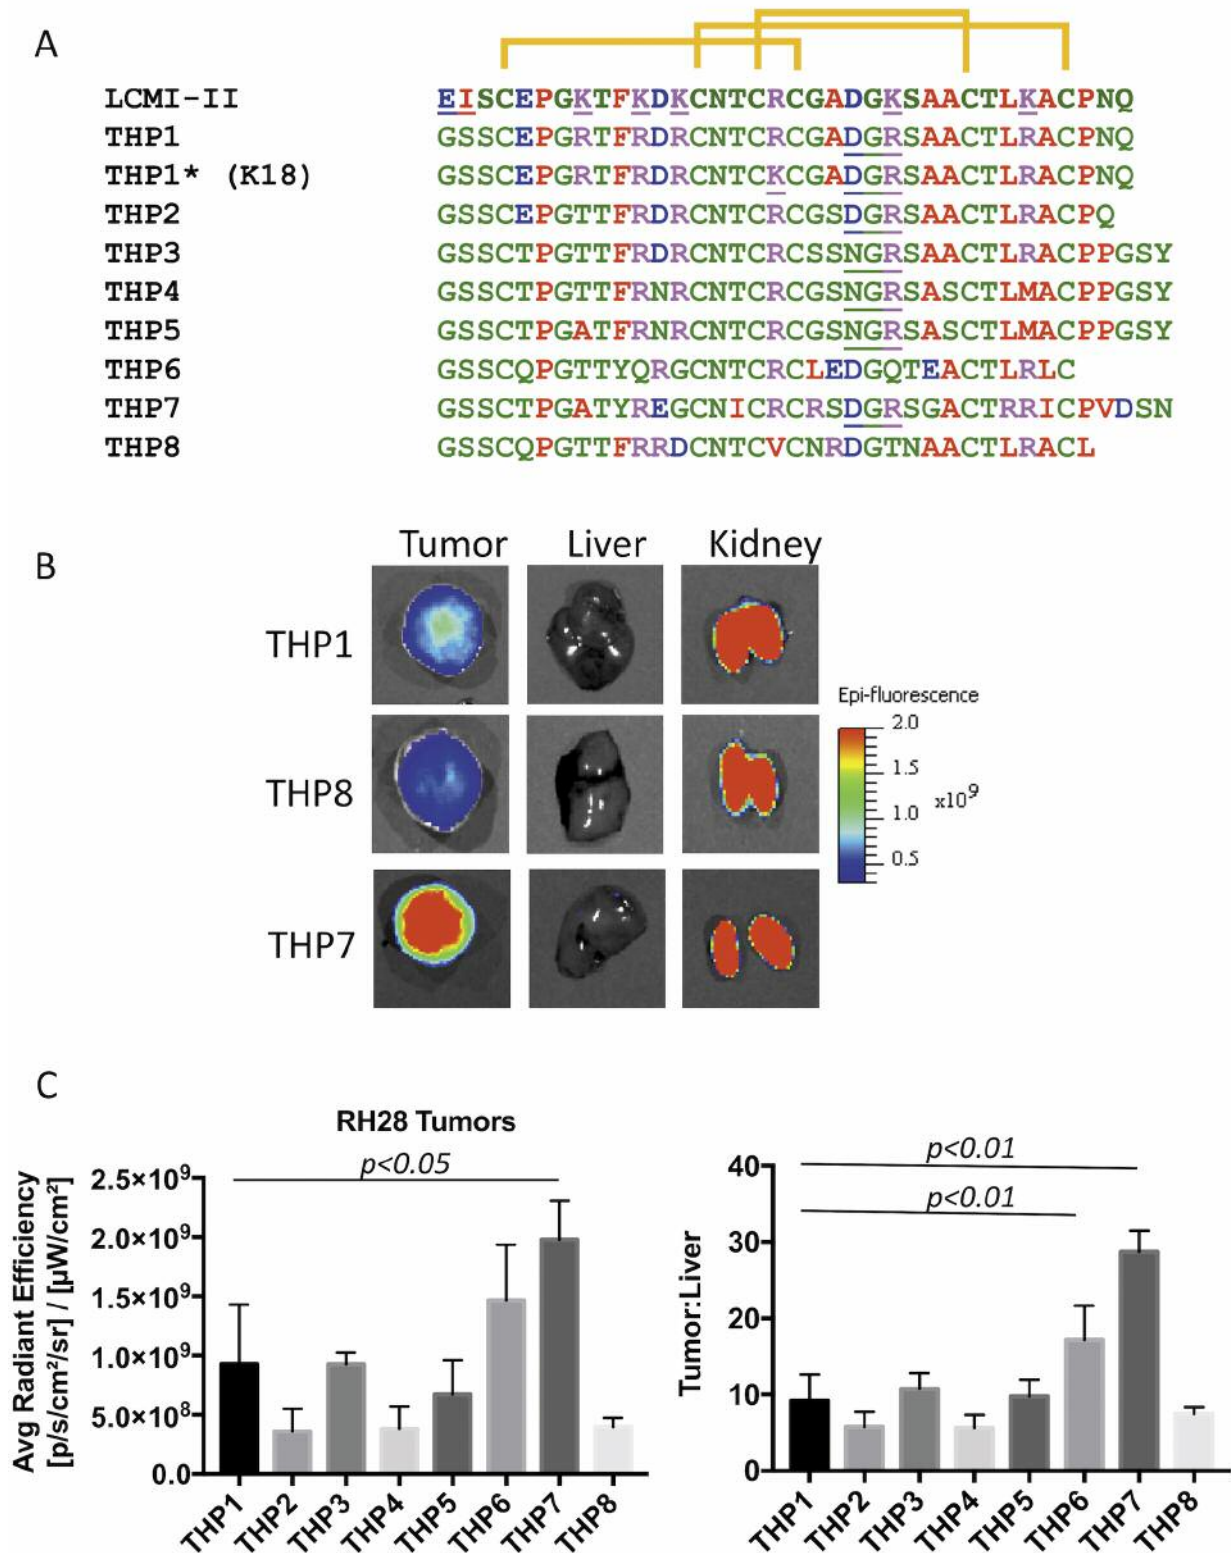 A
LCMI-II EISCEPGKTFKDKCNTCRCGADGKSAACTLKACPNQ
THP1 GSSCEPGRTFRDRCNTCRCGADGRSAACTLRACPNQ
THP1* (K18) GSSCEPGRTFRDRCNTCKCGADGRSAACTLRACPNQ
THP2 GSSCEPGTTFRDRCNTCRCGSDGRSAACTLRACPQ
THP3 GSSCTPGTTFRDRCNTCRCSSNGRSAACTLRACPPGSY
THP4 GSSCTPGTTFRNRCNTCRCGSNGRSASCTLMACPPGSY
THP5 GSSCTPGATFRNRCNTCRCGSNGRSASCTLMACPPGSY
THP6 GSSCQPGTTYQRGCNTCRCLEDGQTEACTLRLC
THP7 GSSCTPGATYREGCNICRCRSDGRSGACTRRICPVDSN
THP8 GSSCQPGTTFRRDCNTCVCNRDGTNAACTLRACL
B
Tumor Liver Kidney
THP1
THP8
THP7
Epi-fluorescence
2.0
1.5
1.0
0.5
x10⁹
C
RH28 Tumors
p<0.05
Avg Radiant Efficiency
[p/s/cm²/sr] / [µW/cm²]
2.5×10⁹
2.0×10⁹
1.5×10⁹
1.0×10⁹
5.0×10⁸
0.0
THP1 THP2 THP3 THP4 THP5 THP6 THP7 THP8
p<0.01
p<0.01
Tumor:Liver
40
30
20
10
0
THP1 THP2 THP3 THP4 THP5 THP6 THP7 THP8